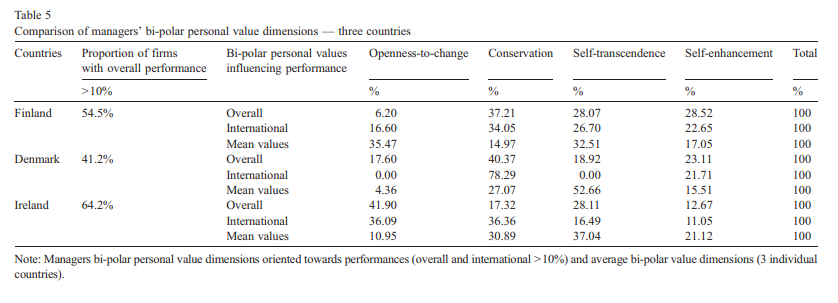 Table 5
Comparison of managers' bi-polar personal value dimensions — three countries
Countries Proportion of firms with overall performance Bi-polar personal values influencing performance Openness-to-change Conservation Self-transcendence Self-enhancement Total
>10% % % % % %
Finland 54.5% Overall 6.20 37.21 28.07 28.52 100
International 16.60 34.05 26.70 22.65 100
Mean values 35.47 14.97 32.51 17.05 100
Denmark 41.2% Overall 17.60 40.37 18.92 23.11 100
International 0.00 78.29 0.00 21.71 100
Mean values 4.36 27.07 52.66 15.51 100
Ireland 64.2% Overall 41.90 17.32 28.11 12.67 100
International 36.09 36.36 16.49 11.05 100
Mean values 10.95 30.89 37.04 21.12 100
Note: Managers bi-polar personal value dimensions oriented towards performances (overall and international >10%) and average bi-polar value dimensions (3 individual
countries).